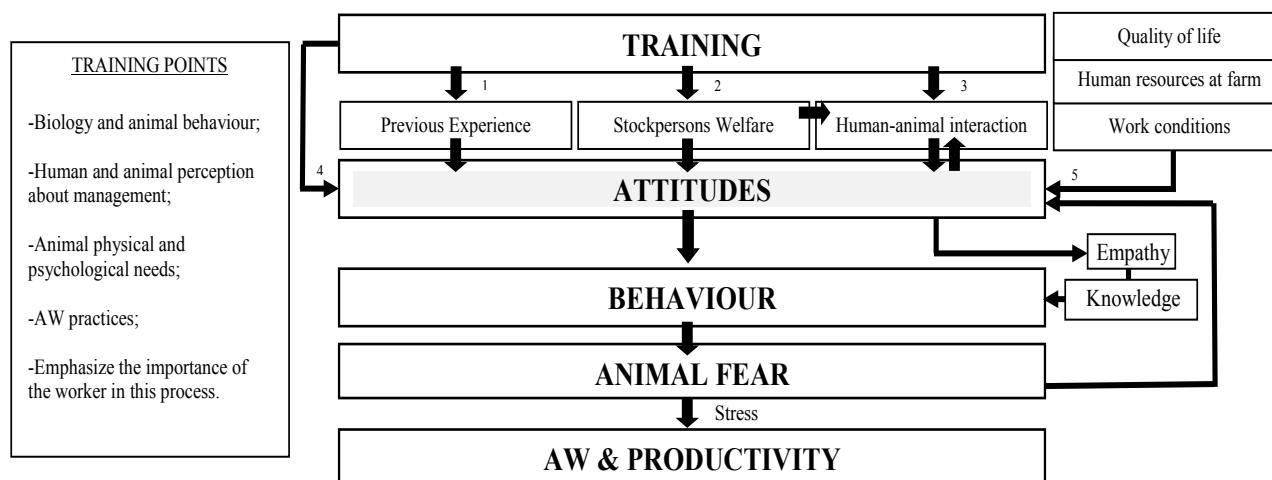 TRAINING POINTS
-Biology and animal behaviour;
-Human and animal perception
about management;
-Animal physical and
psychological needs;
-AW practices;
-Emphasize the importance of
the worker in this process.
TRAINING
1
2
3
Previous Experience
Stockpersons Welfare
Human-animal interaction
Quality of life
Human resources at farm
Work conditions
4
5
ATTITUDES
Empathy
Knowledge
BEHAVIOUR
ANIMAL FEAR
Stress
AW & PRODUCTIVITY